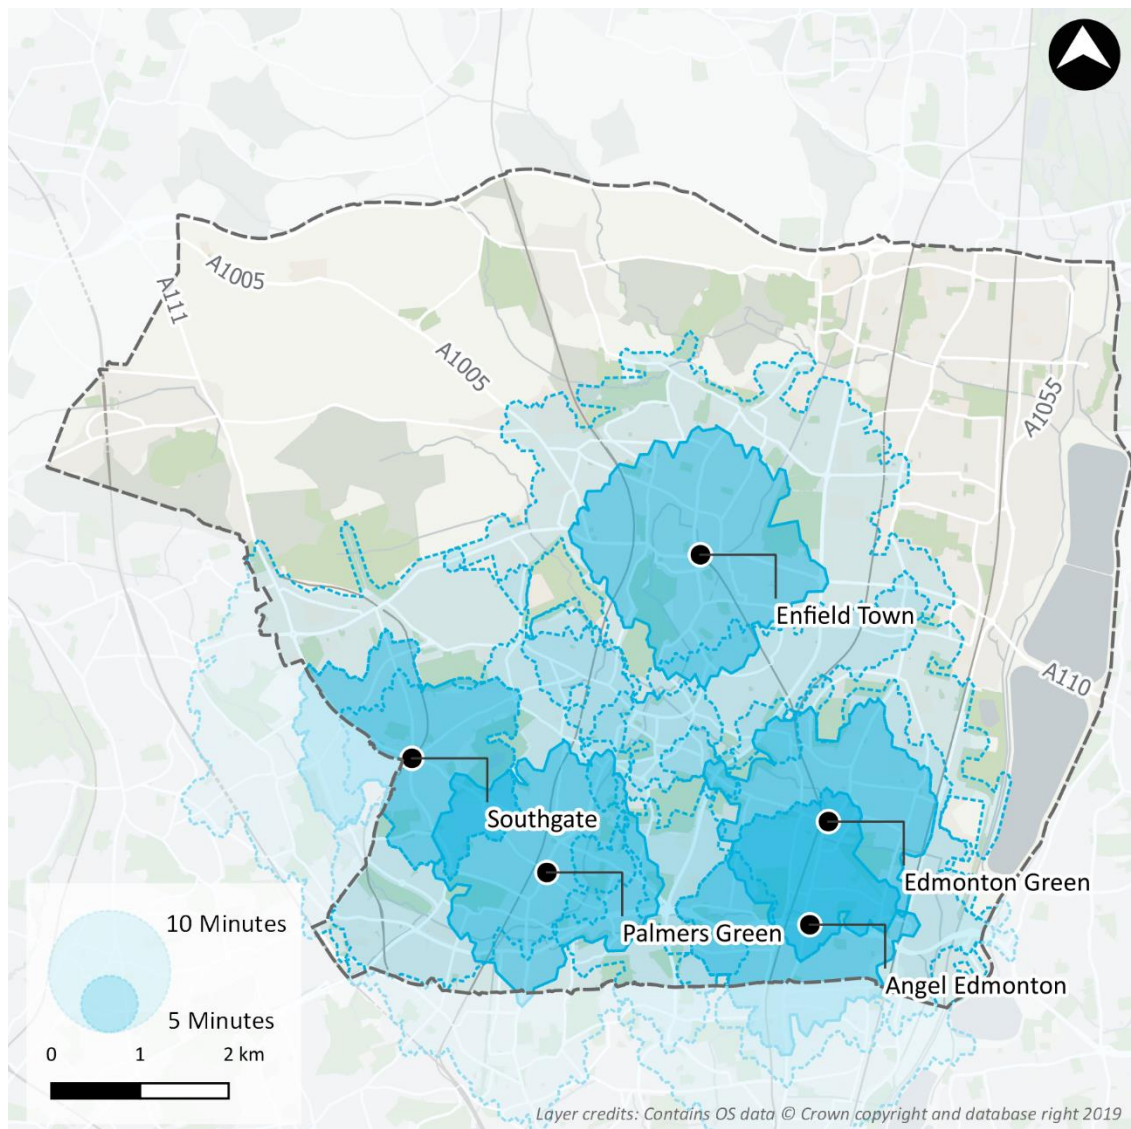 A1005
A111
A1005
A1055
Enfield Town
A110
Southgate
Edmonton Green
Palmers Green
Angel Edmonton
10 Minutes
5 Minutes
0 1 2 km
Layer credits: Contains OS data © Crown copyright and database right 2019